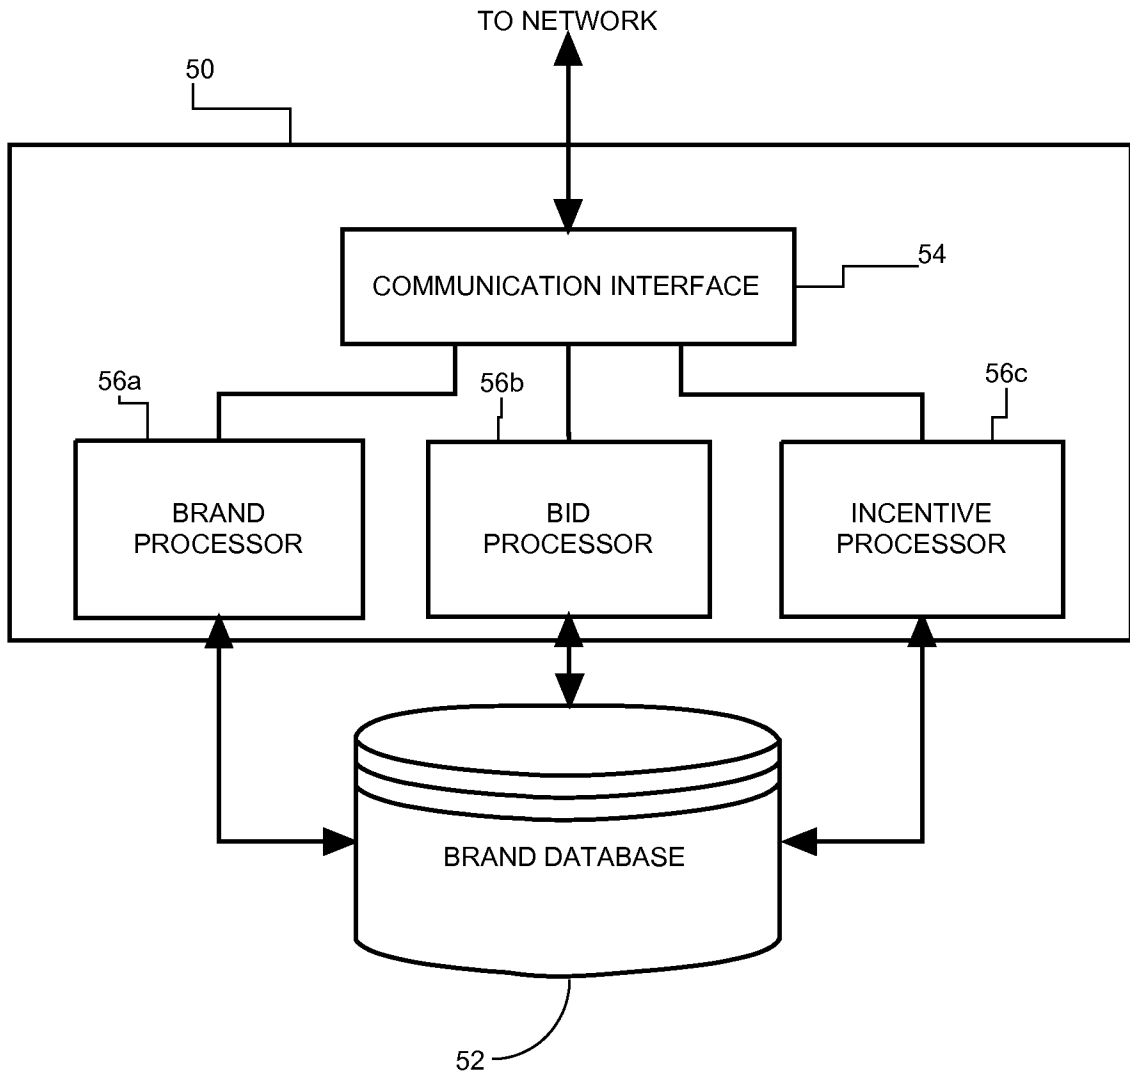 TO NETWORK
50
54
COMMUNICATION INTERFACE
56a
56b
56c
BRAND
PROCESSOR
BID
PROCESSOR
INCENTIVE
PROCESSOR
BRAND DATABASE
52